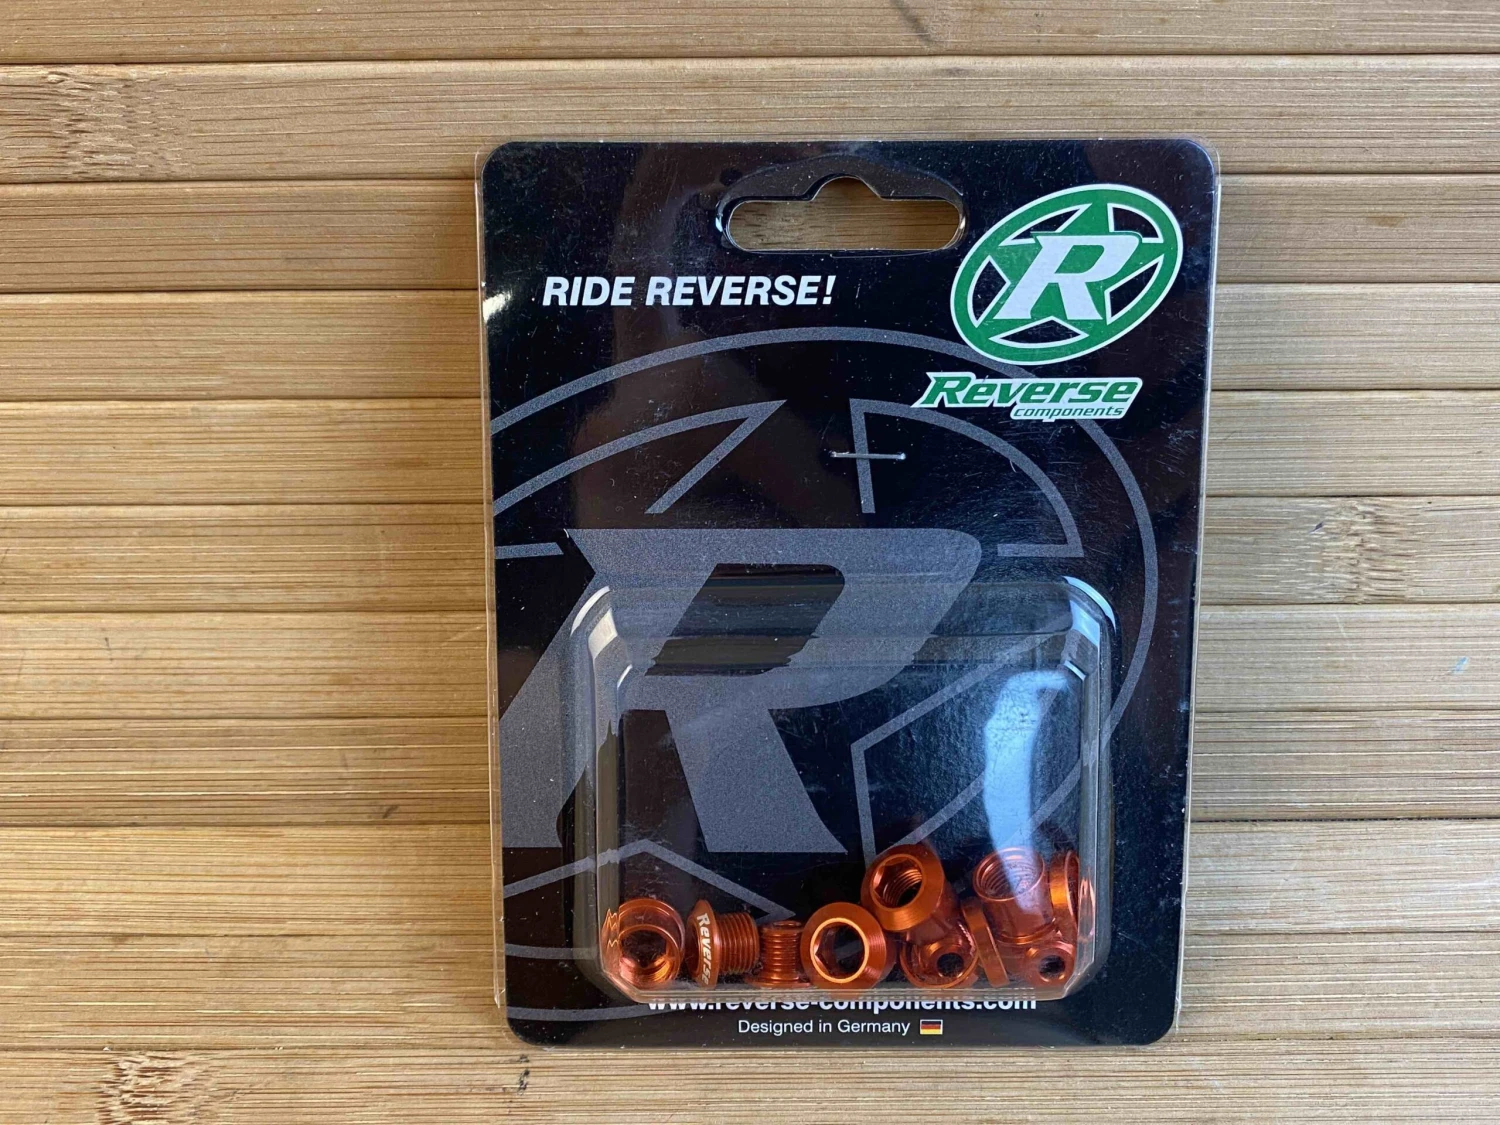 RIDE REVERSE!
R
Reverse
components
R
Reverse
www.reverse-components.com
Designed in Germany